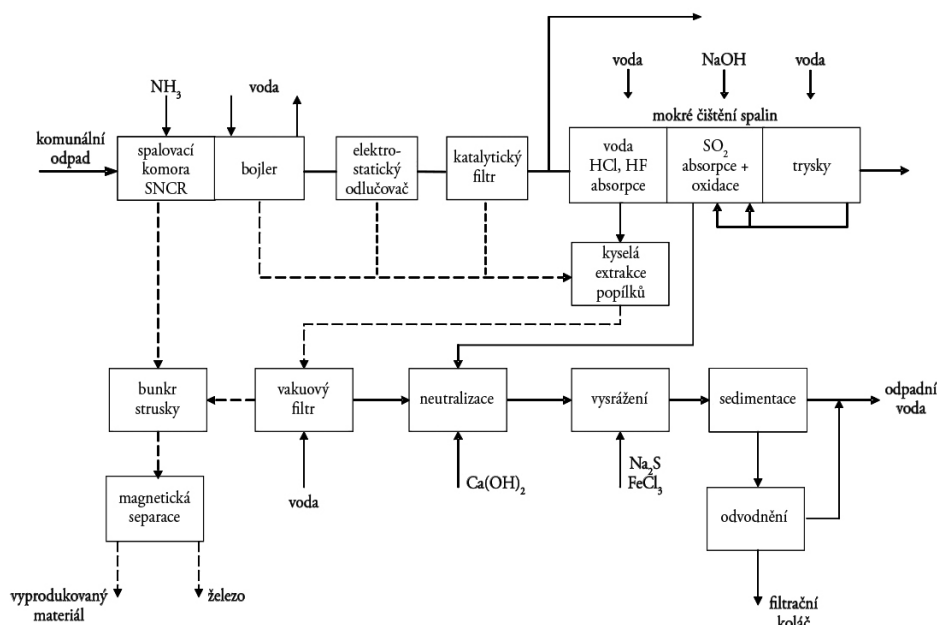 voda
NaOH
voda
NH3
voda
mokré čištění spalin
komunální
odpad
spalovací
komora
SNCR
bojler
elektro-
statický
odlučovač
katalytický
filtr
voda
HCl, HF
absorpce
SO2
absorpce +
oxidace
trysky
kyselá
extrakce
popílků
bunkr
strusky
vakuový
filtr
neutralizace
vysrážení
sedimentace
odpadní
voda
magnetická
separace
voda
Ca(OH)2
Na2S
FeCl3
odvodnění
vyprodukovaný
materiál
železo
filtrační
koláč